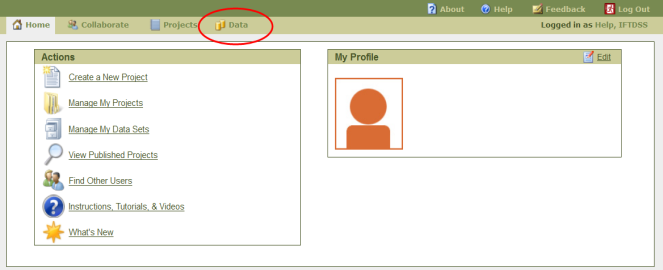 About Help Feedback Log Out
Home Collaborate Projects Data Logged in as Help, IFTDSS
Actions
Create a New Project
Manage My Projects
Manage My Data Sets
View Published Projects
Find Other Users
Instructions, Tutorials, & Videos
What's New
My Profile Edit